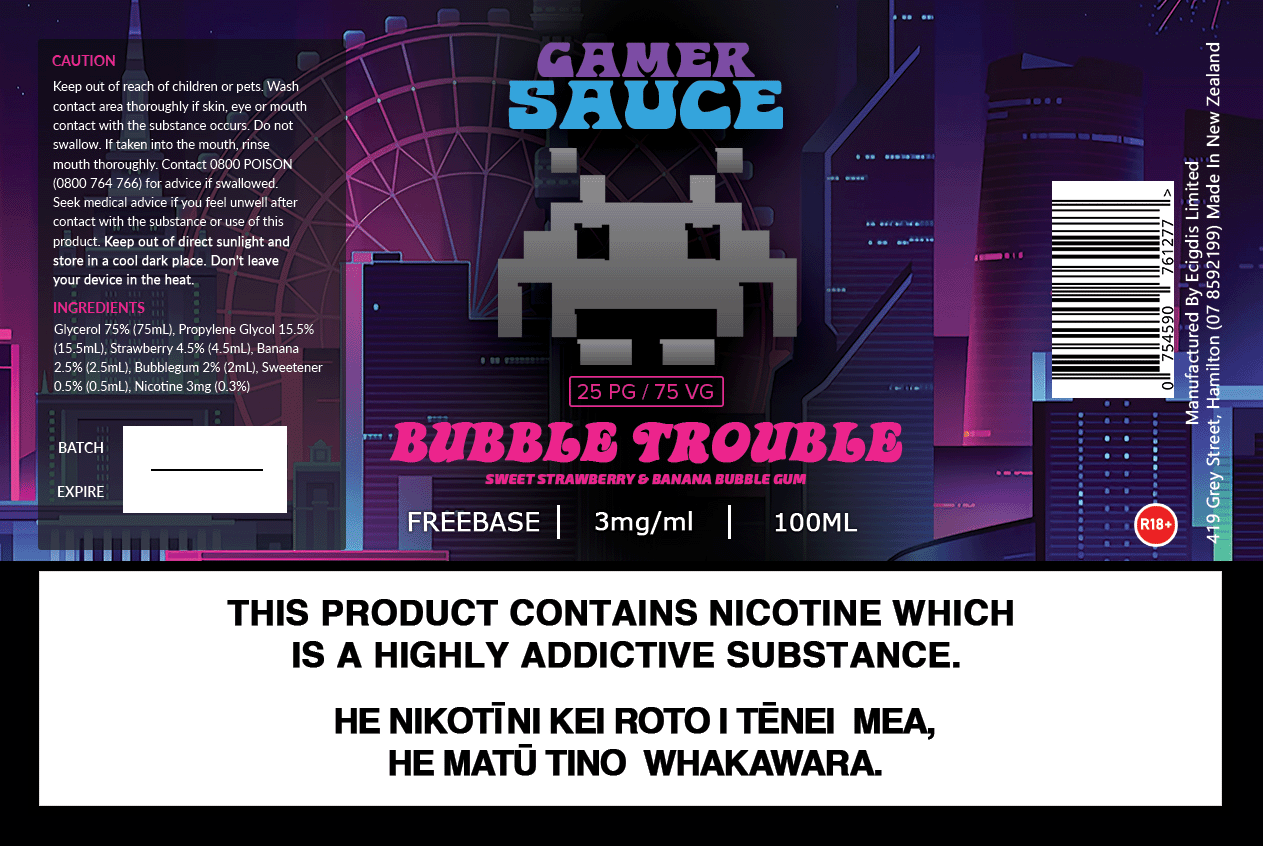 CAUTION
Keep out of reach of children or pets. Wash
contact area thoroughly if skin, eye or mouth
contact with the substance occurs. Do not
swallow. If taken into the mouth, rinse
mouth thoroughly. Contact 0800 POISON
(0800 764 766) for advice if swallowed.
Seek medical advice if you feel unwell after
contact with the substance or use of this
product. Keep out of direct sunlight and
store in a cool dark place. Don't leave
your device in the heat.
INGREDIENTS
Glycerol 75% (75mL), Propylene Glycol 15.5%
(15.5mL), Strawberry 4.5% (4.5mL), Banana
2.5% (2.5mL), Bubblegum 2% (2mL), Sweetener
0.5% (0.5mL), Nicotine 3mg (0.3%)
BATCH
EXPIRE
GAMER
SAUCE
25 PG / 75 VG
BUBBLE TROUBLE
SWEET STRAWBERRY & BANANA BUBBLE GUM
FREEBASE | 3mg/ml | 100ML
0 754590 761277 >
Manufactured By Ecigdis Limited
419 Grey Street, Hamilton (07 8592199) Made In New Zealand
R18+
THIS PRODUCT CONTAINS NICOTINE WHICH
IS A HIGHLY ADDICTIVE SUBSTANCE.
HE NIKOTĪNI KEI ROTO I TĒNEI MEA,
HE MATŪ TINO WHAKAWARA.